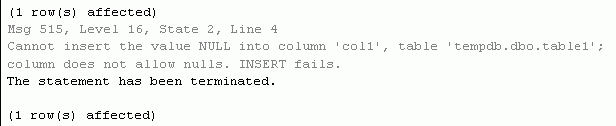 (1 row(s) affected)
Msg 515, Level 16, State 2, Line 4
Cannot insert the value NULL into column 'col1', table 'tempdb.dbo.table1';
column does not allow nulls. INSERT fails.
The statement has been terminated.
(1 row(s) affected)